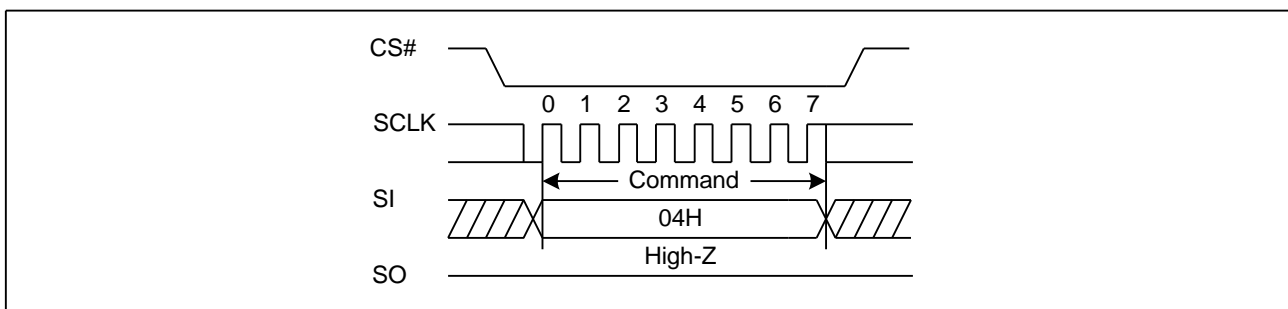 CS#
0 1 2 3 4 5 6 7
SCLK
Command
SI
04H
High-Z
SO